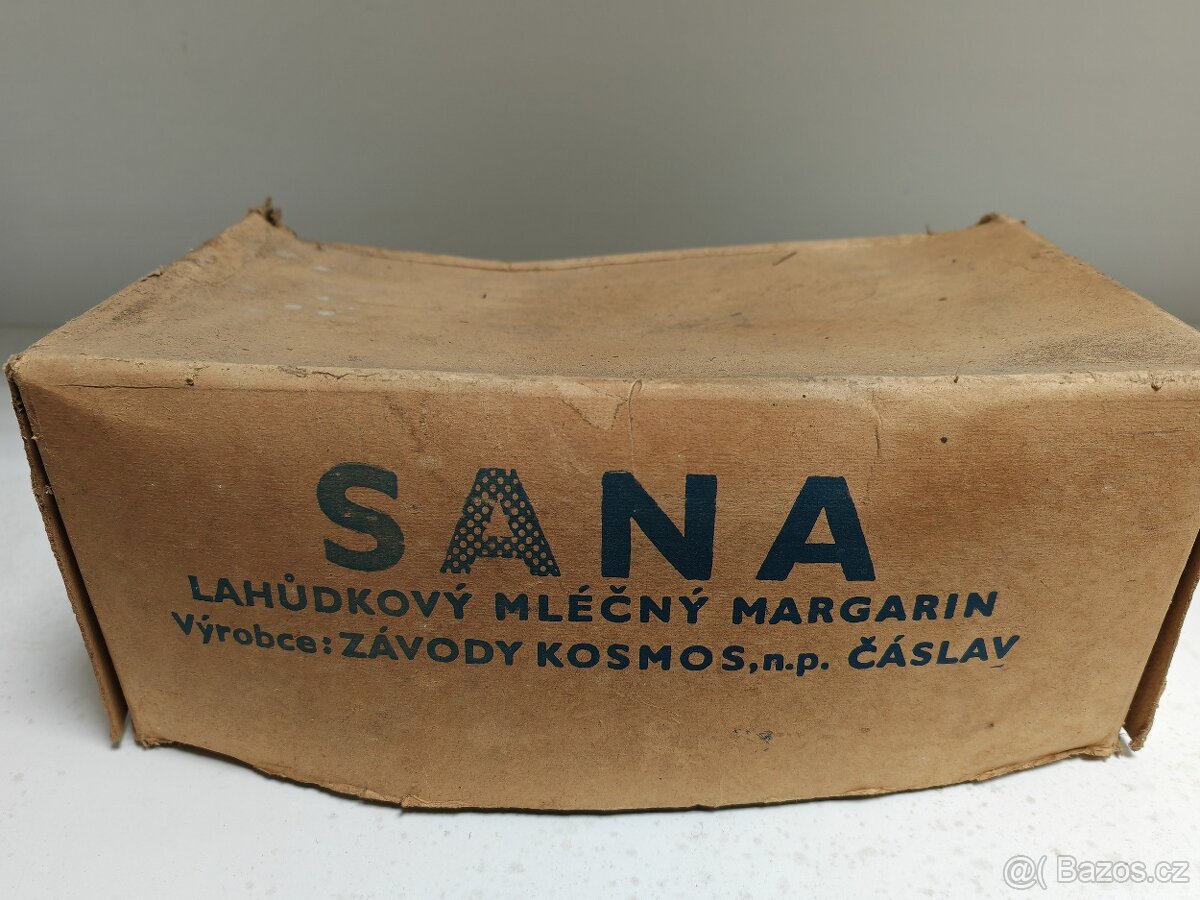 SANA
LAHŮDKOVÝ MLÉČNÝ MARGARIN
Výrobce: ZÁVODY KOSMOS, n.p. ČÁSLAV
@( Bazos.cz